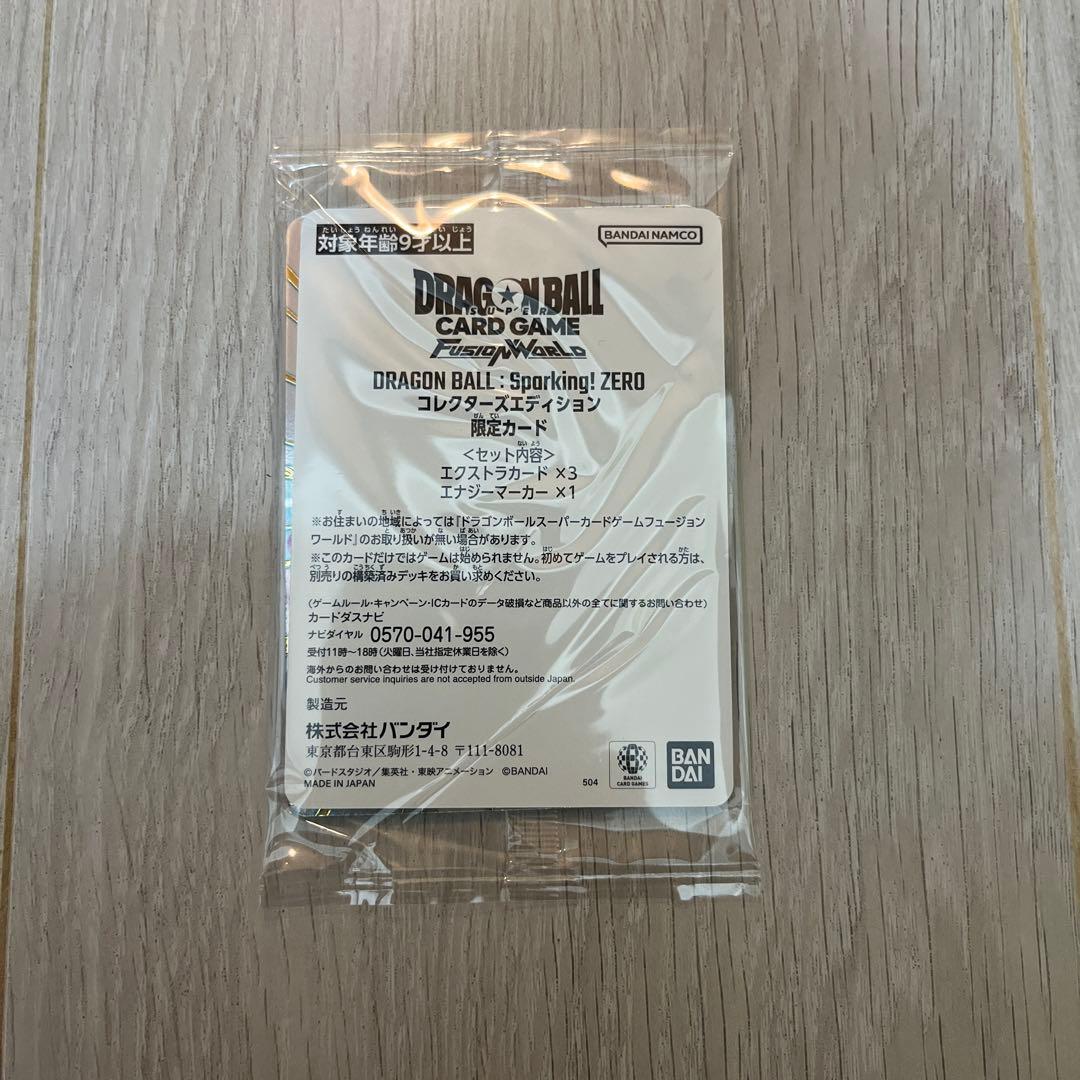 対象年齢9才以上
BANDAI NAMCO
DRAGON BALL
SUPER
CARD GAME
FUSION WORLD
DRAGON BALL : Sparking! ZERO
コレクターズエディション
限定カード
＜セット内容＞
エクストラカード ×3
エナジーマーカー ×1
※お住まいの地域によっては『ドラゴンボールスーパーカードゲームフュージョン
ワールド』のお取り扱いが無い場合があります。
※このカードだけではゲームは始められません。初めてゲームをプレイされる方は、
別売りの構築済みデッキをお買い求めください。
（ゲームルール・キャンペーン・ICカードのデータ破損など商品以外の全てに関するお問い合わせ）
カードダスナビ
ナビダイヤル 0570-041-955
受付11時～18時（火曜日、当社指定休業日を除く）
海外からのお問い合わせは受け付けておりません。
Customer service inquiries are not accepted from outside Japan.
製造元
株式会社バンダイ
東京都台東区駒形1-4-8 〒111-8081
©バードスタジオ／集英社・東映アニメーション ©BANDAI
MADE IN JAPAN
504
BANDAI
CARD GAMES
BAN
DAI